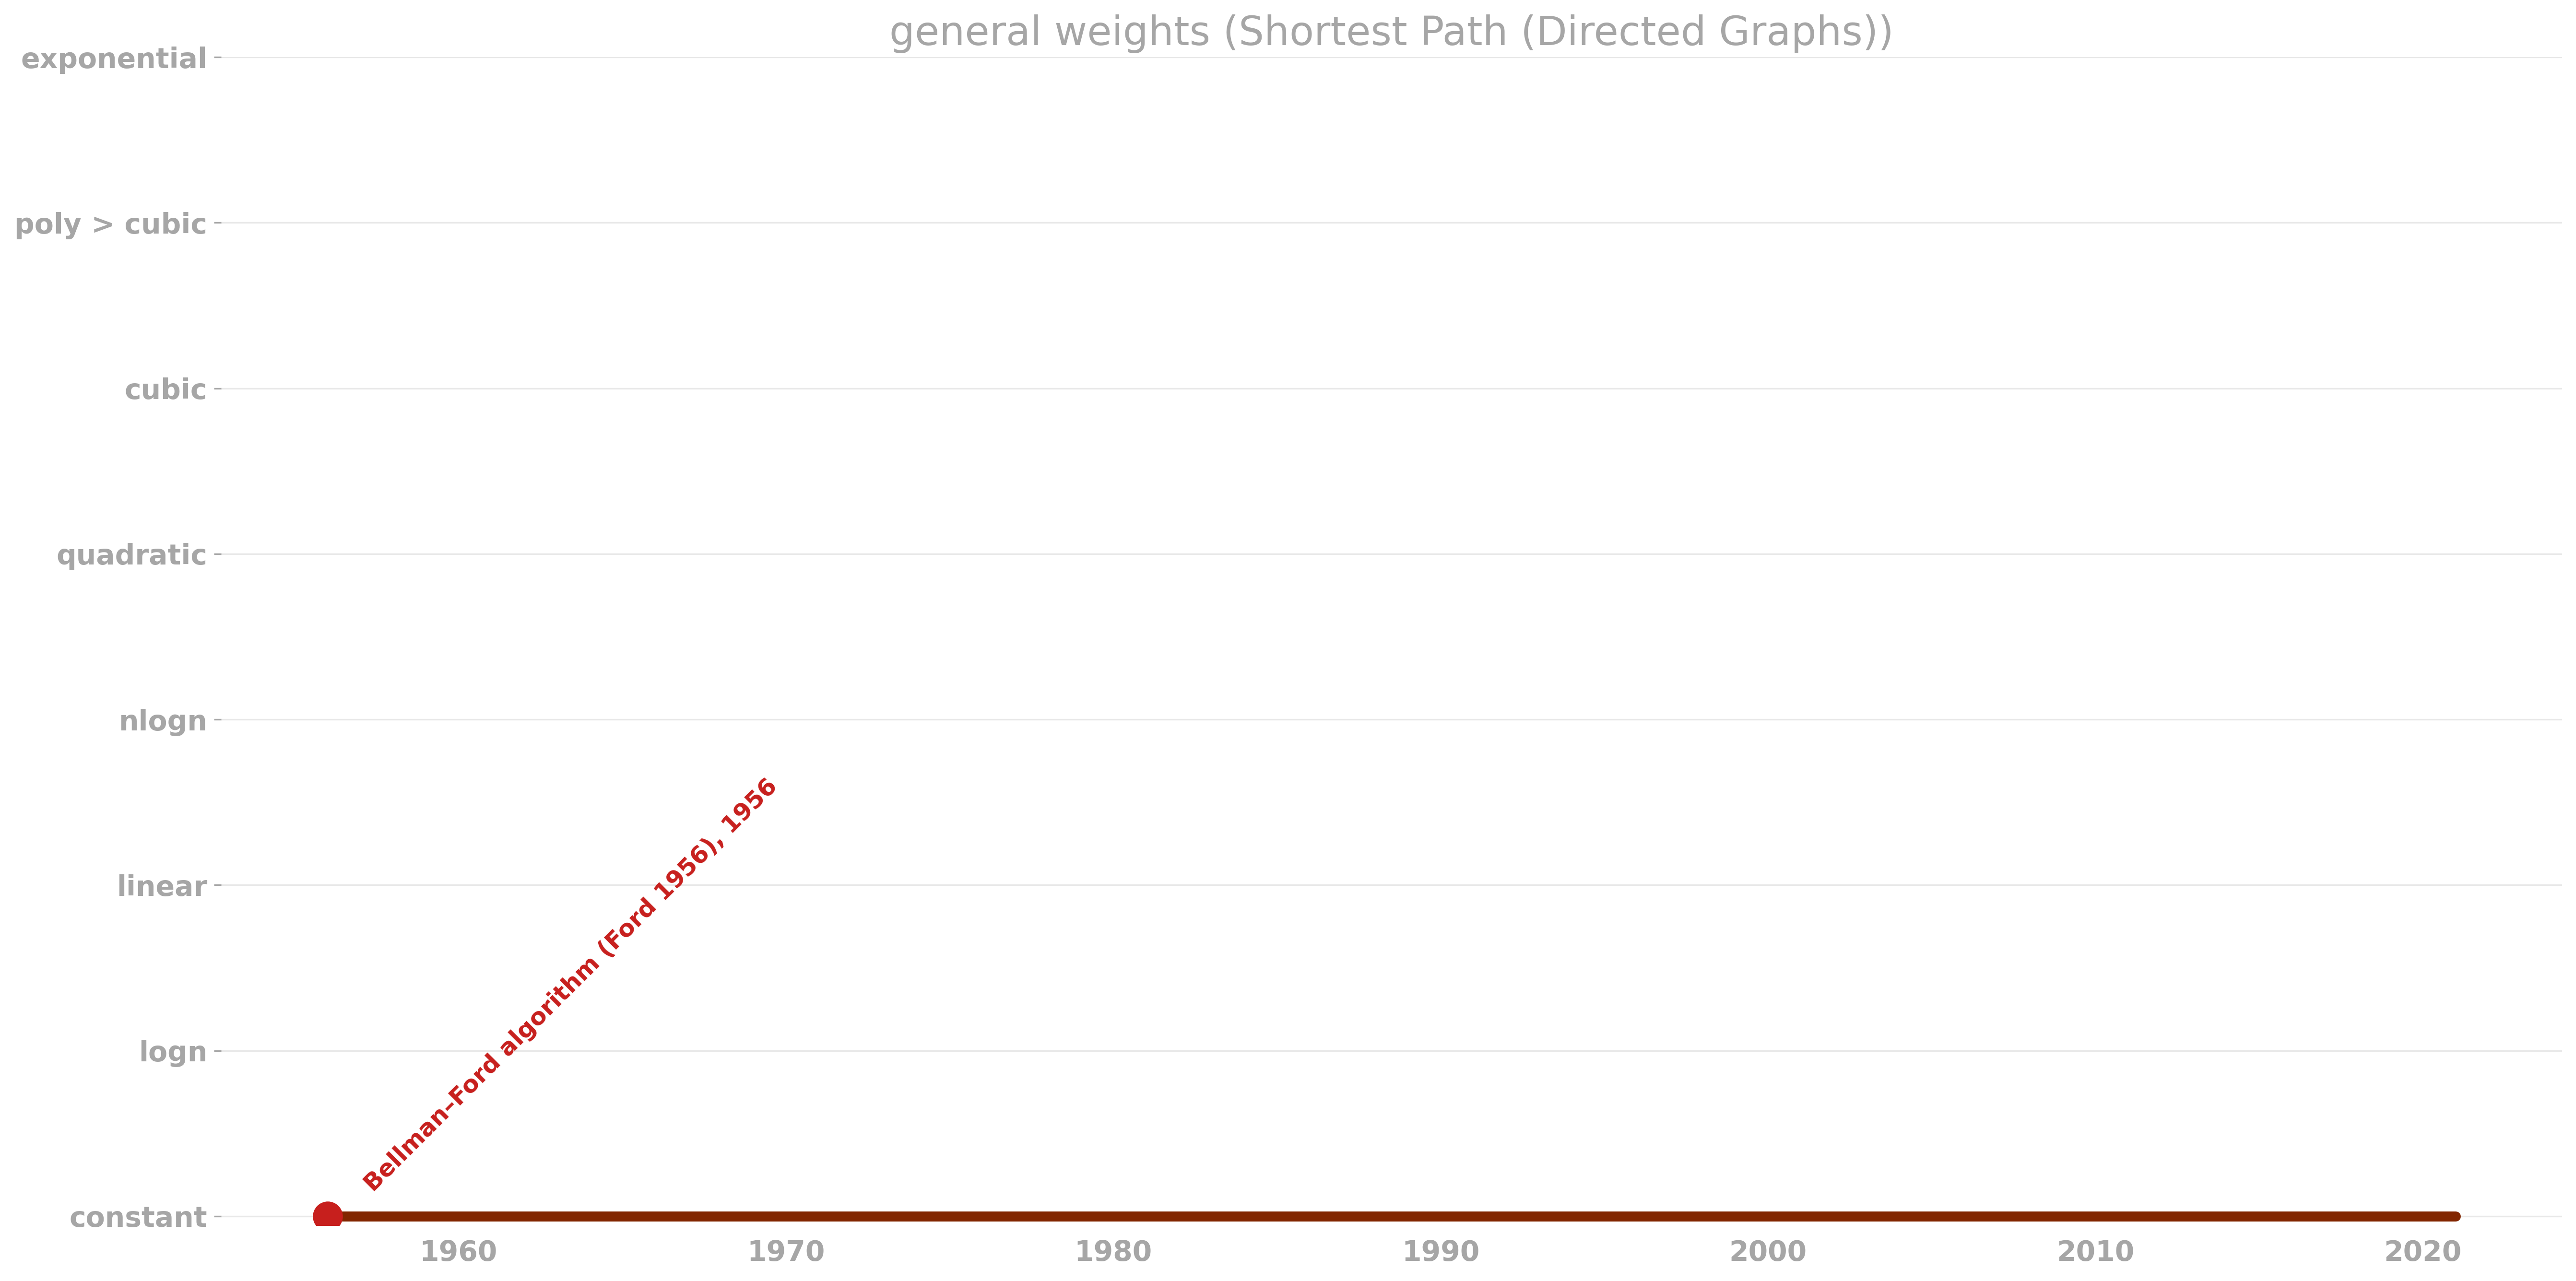 general weights (Shortest Path (Directed Graphs))
exponential
poly > cubic
cubic
quadratic
nlogn
linear
logn
constant
Bellman–Ford algorithm (Ford 1956), 1956
1960 1970 1980 1990 2000 2010 2020